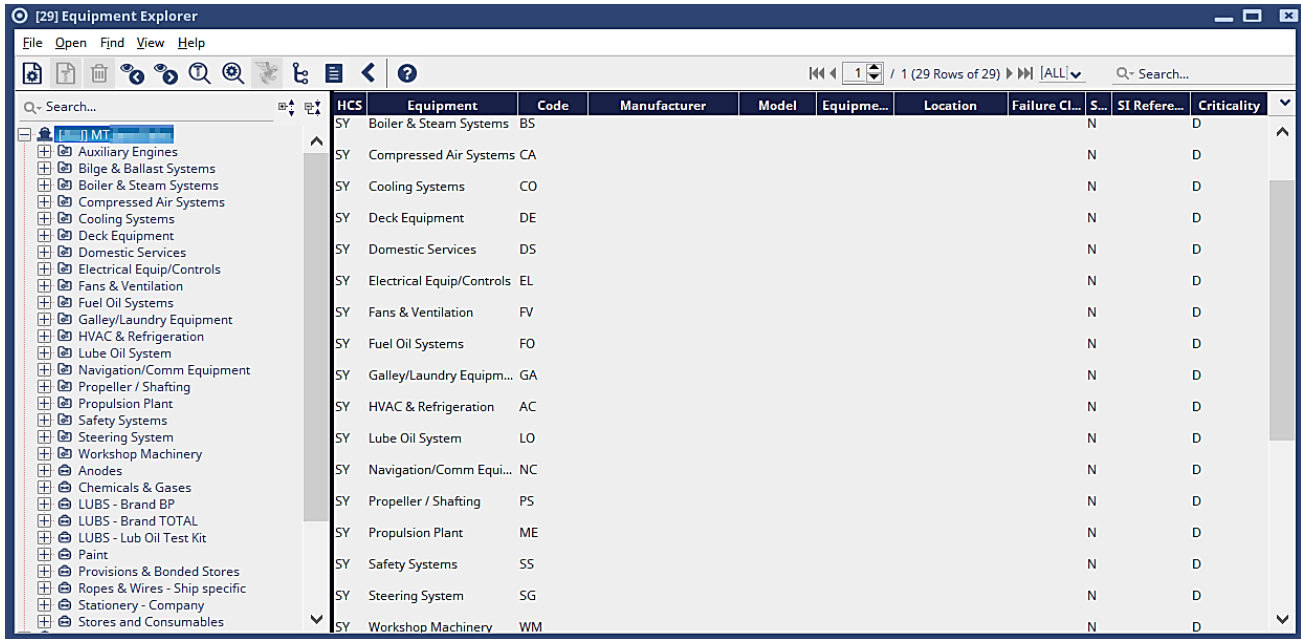 [29] Equipment Explorer
File Open Find View Help
1 / 1 (29 Rows of 29) [ALL] Search...
Search...
MT
Auxiliary Engines
Bilge & Ballast Systems
Boiler & Steam Systems
Compressed Air Systems
Cooling Systems
Deck Equipment
Domestic Services
Electrical Equip/Controls
Fans & Ventilation
Fuel Oil Systems
Galley/Laundry Equipment
HVAC & Refrigeration
Lube Oil System
Navigation/Comm Equipment
Propeller / Shafting
Propulsion Plant
Safety Systems
Steering System
Workshop Machinery
Anodes
Chemicals & Gases
LUBS - Brand BP
LUBS - Brand TOTAL
LUBS - Lub Oil Test Kit
Paint
Provisions & Bonded Stores
Ropes & Wires - Ship specific
Stationery - Company
Stores and Consumables
HCS Equipment Code Manufacturer Model Equipme... Location Failure Cl... S... SI Refere... Criticality
SY Boiler & Steam Systems BS N D
SY Compressed Air Systems CA N D
SY Cooling Systems CO N D
SY Deck Equipment DE N D
SY Domestic Services DS N D
SY Electrical Equip/Controls EL N D
SY Fans & Ventilation FV N D
SY Fuel Oil Systems FO N D
SY Galley/Laundry Equipm... GA N D
SY HVAC & Refrigeration AC N D
SY Lube Oil System LO N D
SY Navigation/Comm Equi... NC N D
SY Propeller / Shafting PS N D
SY Propulsion Plant ME N D
SY Safety Systems SS N D
SY Steering System SG N D
SY Workshop Machinery WM N D